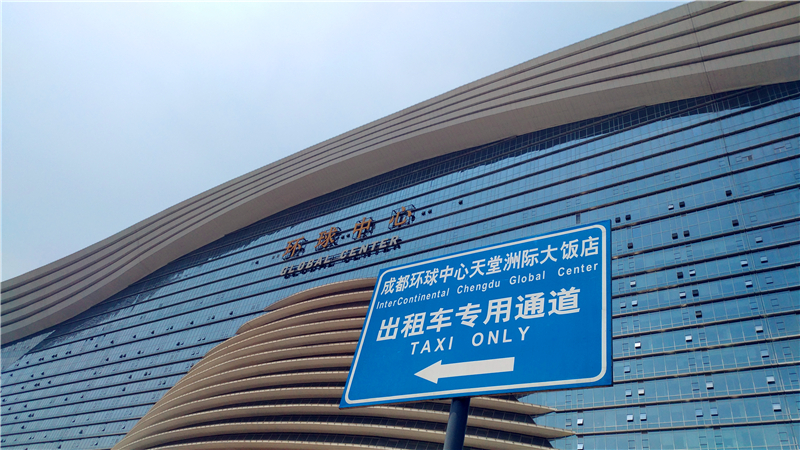 环球中心
GLOBAL CENTER
成都环球中心天堂洲际大饭店
InterContinental Chengdu Global Center
出租车专用通道
TAXI ONLY